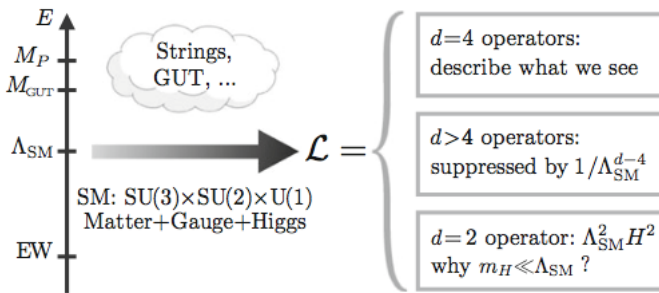 E
M_P
M_GUT
Λ_SM
EW
Strings,
GUT, ...
SM: SU(3)×SU(2)×U(1)
Matter+Gauge+Higgs
ℒ =
d=4 operators:
describe what we see
d>4 operators:
suppressed by 1/Λ_SM^{d−4}
d=2 operator: Λ_SM^2 H^2
why m_H≪Λ_SM ?